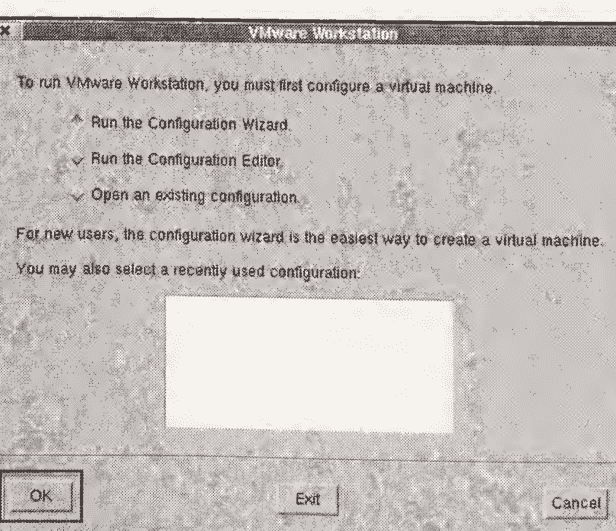 VMware Workstation
To run VMware Workstation, you must first configure a virtual machine.
Run the Configuration Wizard.
Run the Configuration Editor.
Open an existing configuration.
For new users, the configuration wizard is the easiest way to create a virtual machine.
You may also select a recently used configuration:
OK
Exit
Cancel